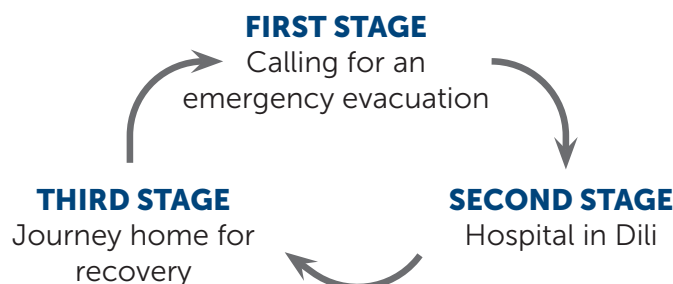 FIRST STAGE
Calling for an
emergency evacuation
SECOND STAGE
Hospital in Dili
THIRD STAGE
Journey home for
recovery